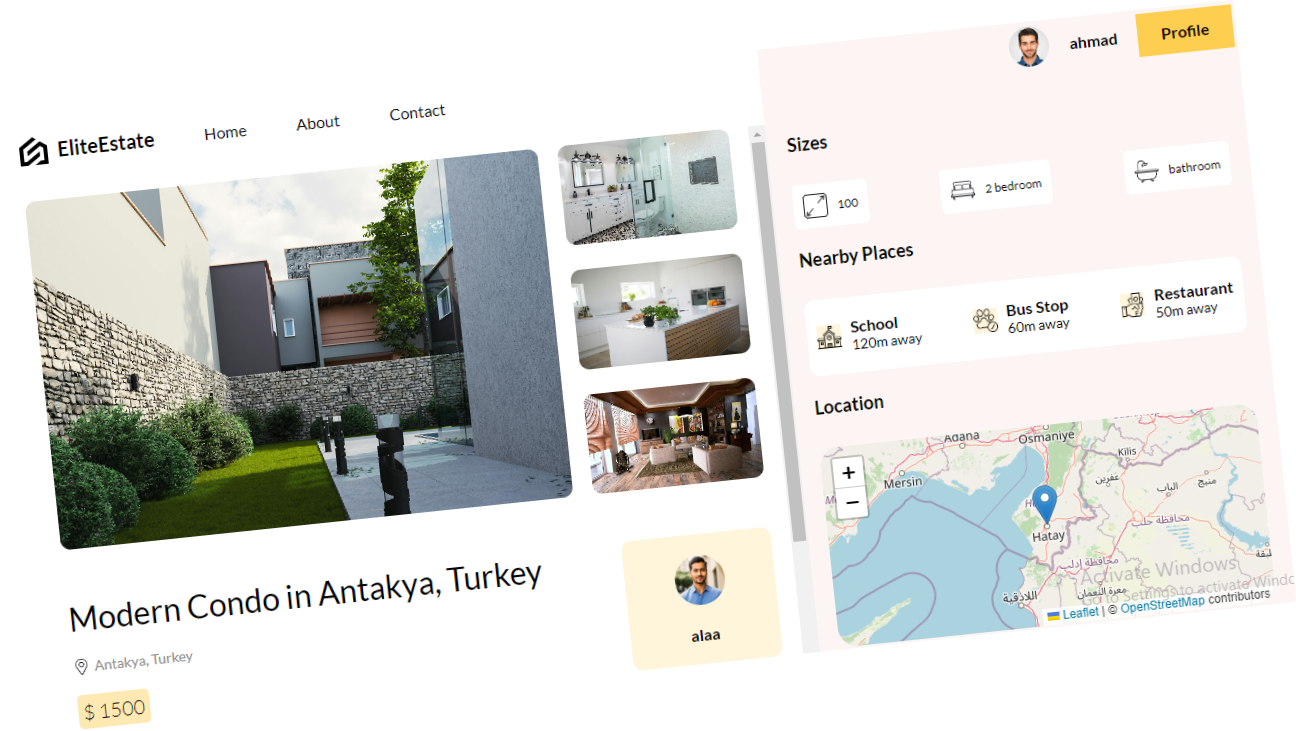 EliteEstate
Home
About
Contact
ahmad
Profile
Modern Condo in Antakya, Turkey
Antakya, Turkey
$ 1500
alaa
Sizes
100
2 bedroom
bathroom
Nearby Places
School
120m away
Bus Stop
60m away
Restaurant
50m away
Location
+
−
Adana
Osmaniye
Mersin
Kilis
عفرين
الباب
منبج
Hatay
محافظة حلب
محافظة إدلب
اللاذقية
معرة النعمان
Activate Windows
Go to Settings to activate Windo
Leaflet | © OpenStreetMap contributors